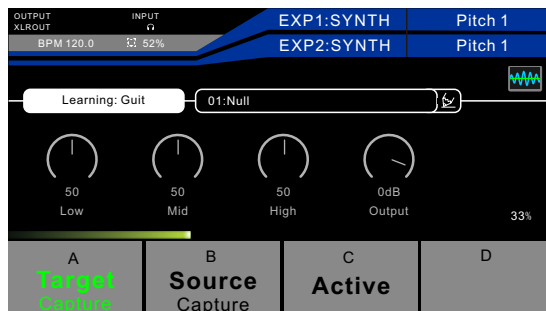 OUTPUT INPUT EXP1:SYNTH Pitch 1
XLROUT
BPM 120.0 52% EXP2:SYNTH Pitch 1
Learning: Guit 01:Null
50 50 50 0dB
Low Mid High Output 33%
A B C D
Target Source Active
Capture Capture